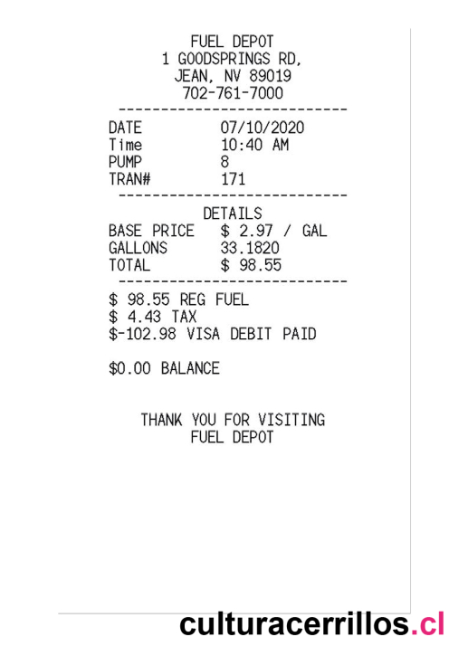 FUEL DEPOT
1 GOODSPRINGS RD,
JEAN, NV 89019
702-761-7000
---------------------------
DATE 07/10/2020
Time 10:40 AM
PUMP 8
TRAN# 171
---------------------------
DETAILS
BASE PRICE $ 2.97 / GAL
GALLONS 33.1820
TOTAL $ 98.55
---------------------------
$ 98.55 REG FUEL
$ 4.43 TAX
$-102.98 VISA DEBIT PAID
$0.00 BALANCE
THANK YOU FOR VISITING
FUEL DEPOT
culturacerrillos.cl